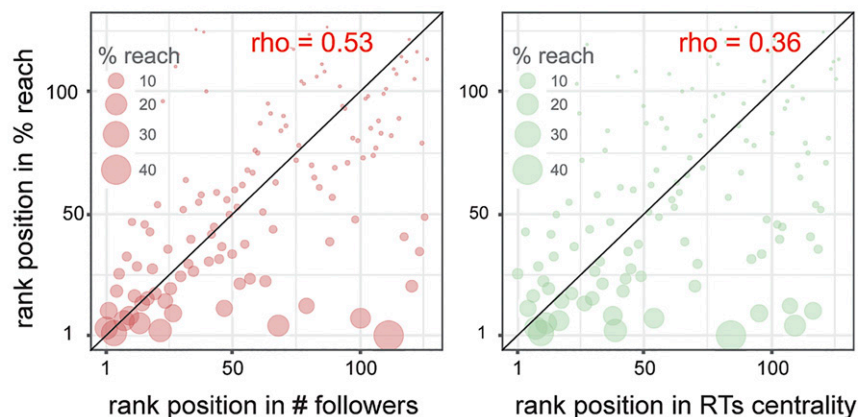 rho = 0.53
% reach
10
20
30
40
100
50
1
1
50
100
rank position in % reach
rank position in # followers
rho = 0.36
% reach
10
20
30
40
100
50
1
1
50
100
rank position in RTs centrality